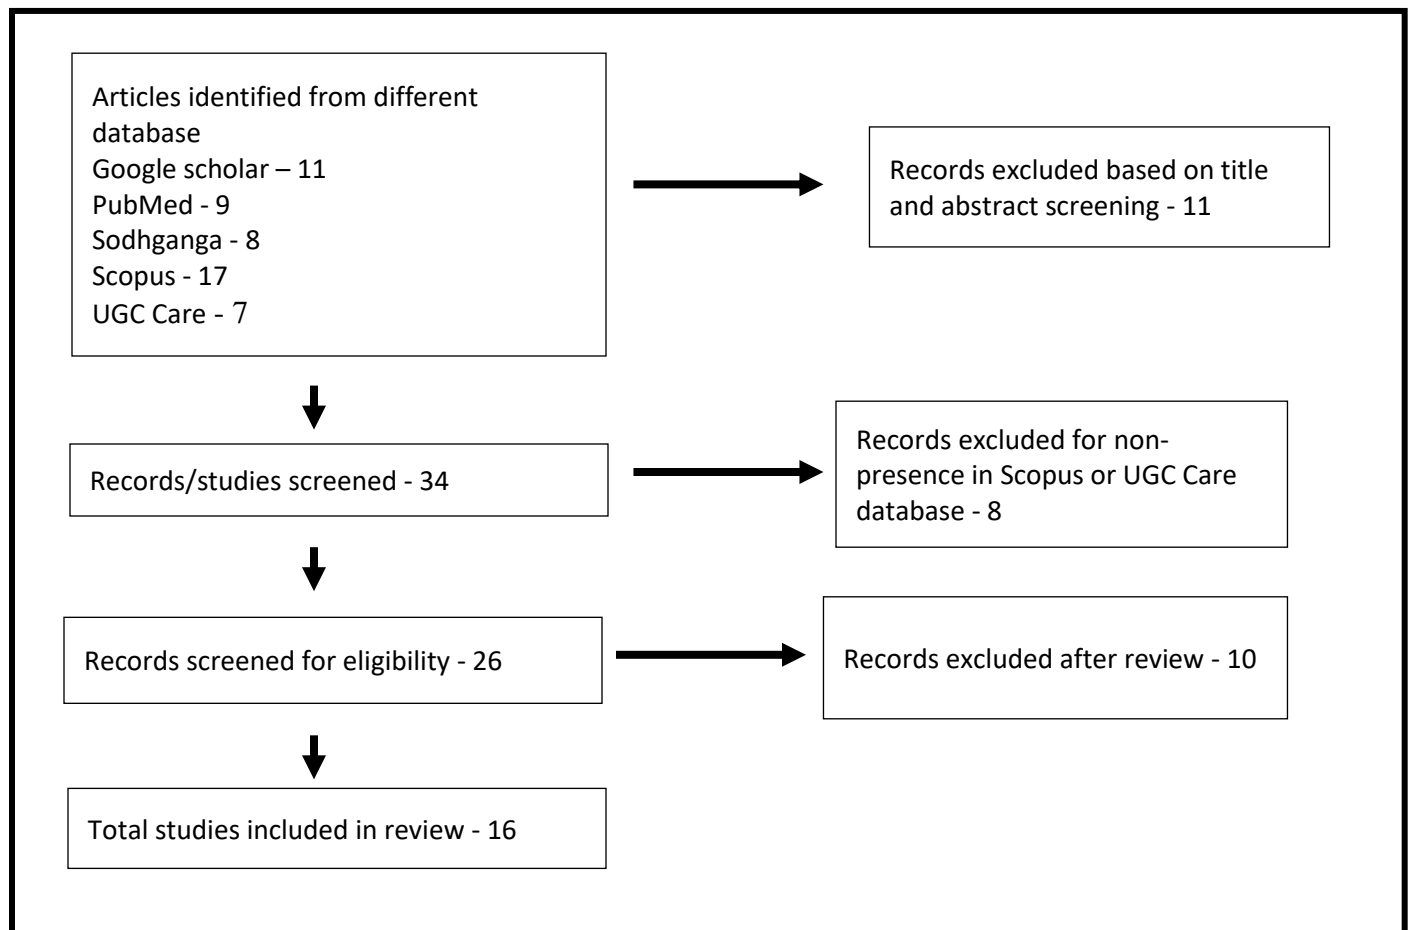 Articles identified from different
database
Google scholar – 11
PubMed - 9
Sodhganga - 8
Scopus - 17
UGC Care - 7
Records excluded based on title
and abstract screening - 11
Records/studies screened - 34
Records excluded for non-
presence in Scopus or UGC Care
database - 8
Records screened for eligibility - 26
Records excluded after review - 10
Total studies included in review - 16